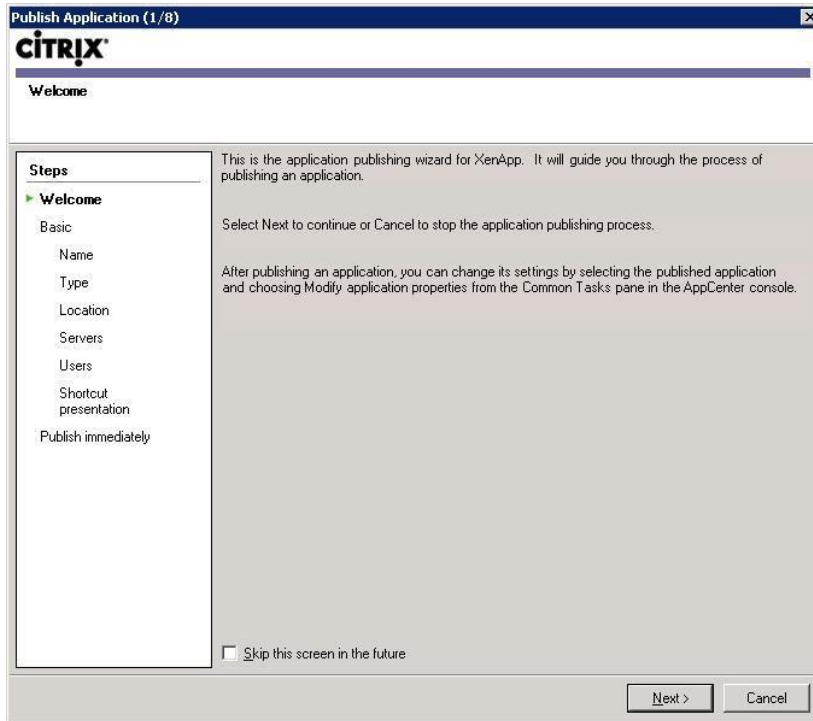 Publish Application (1/8)
CİTRIX®
Welcome
Steps
Welcome
Basic
Name
Type
Location
Servers
Users
Shortcut
presentation
Publish immediately
This is the application publishing wizard for XenApp. It will guide you through the process of
publishing an application.
Select Next to continue or Cancel to stop the application publishing process.
After publishing an application, you can change its settings by selecting the published application
and choosing Modify application properties from the Common Tasks pane in the AppCenter console.
Skip this screen in the future
Next >
Cancel